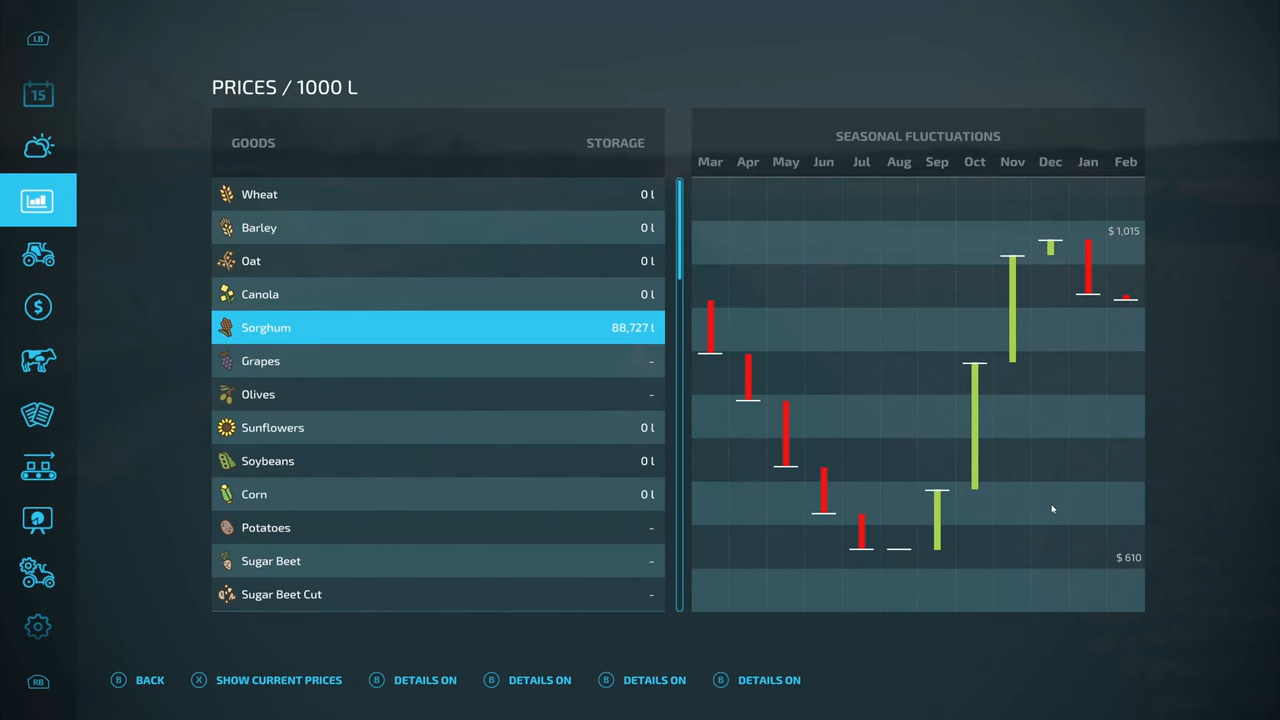 LB
15
PRICES / 1000 L
GOODS STORAGE
SEASONAL FLUCTUATIONS
Mar Apr May Jun Jul Aug Sep Oct Nov Dec Jan Feb
Wheat 0 l
Barley 0 l
$ 1,015
Oat 0 l
Canola 0 l
Sorghum 88,727 l
Grapes -
Olives -
Sunflowers 0 l
Soybeans 0 l
Corn 0 l
Potatoes -
Sugar Beet -
$ 610
Sugar Beet Cut -
RB
B BACK X SHOW CURRENT PRICES B DETAILS ON B DETAILS ON B DETAILS ON B DETAILS ON